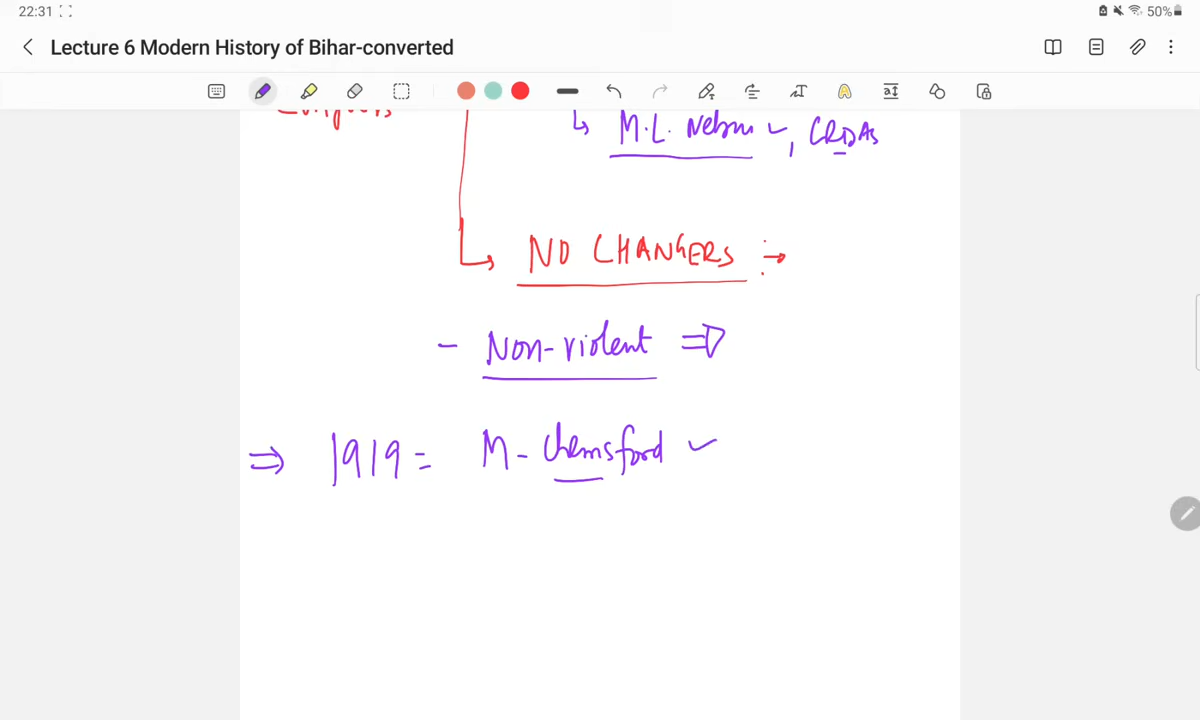 22:31 50%
Lecture 6 Modern History of Bihar-converted
↳ M.L. Nehru ✓, CRDAS
↳ NO CHANGERS :→
- Non-violent ⇒
⇒ 1919 = M- Chemsford ✓